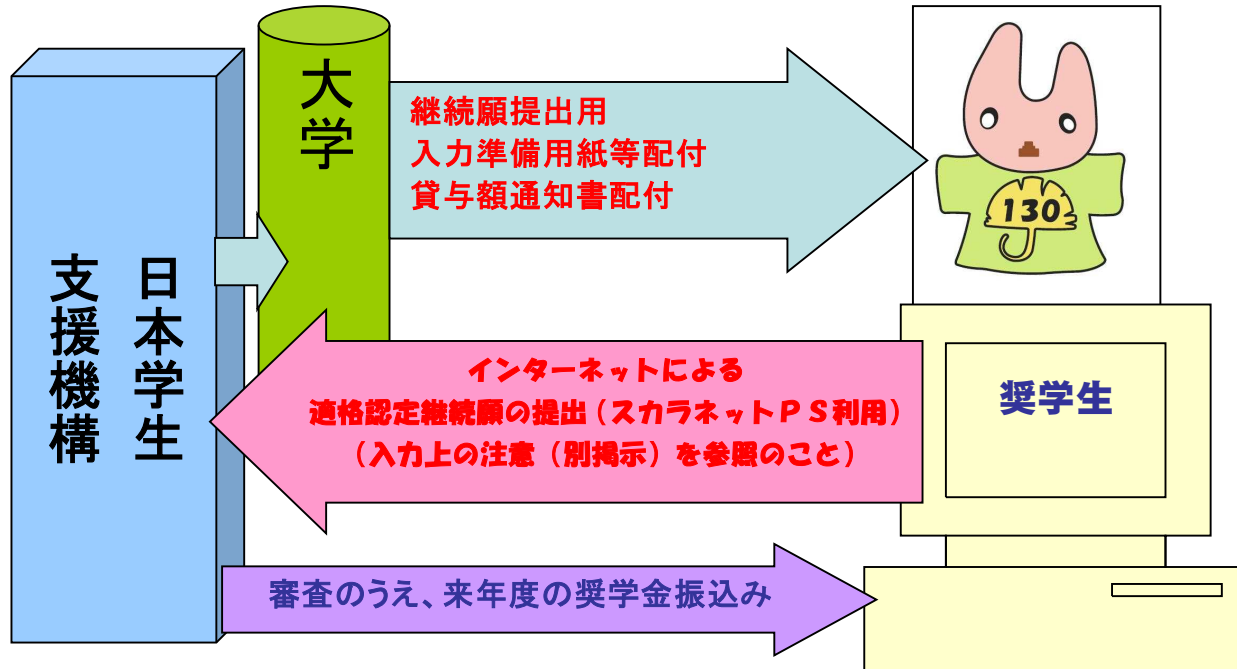 大学
継続願提出用
入力準備用紙等配付
貸与額通知書配付
130
日本学生
支援機構
インターネットによる
適格認定継続願の提出（スカラネットＰＳ利用）
（入力上の注意（別掲示）を参照のこと）
奨学生
審査のうえ、来年度の奨学金振込み